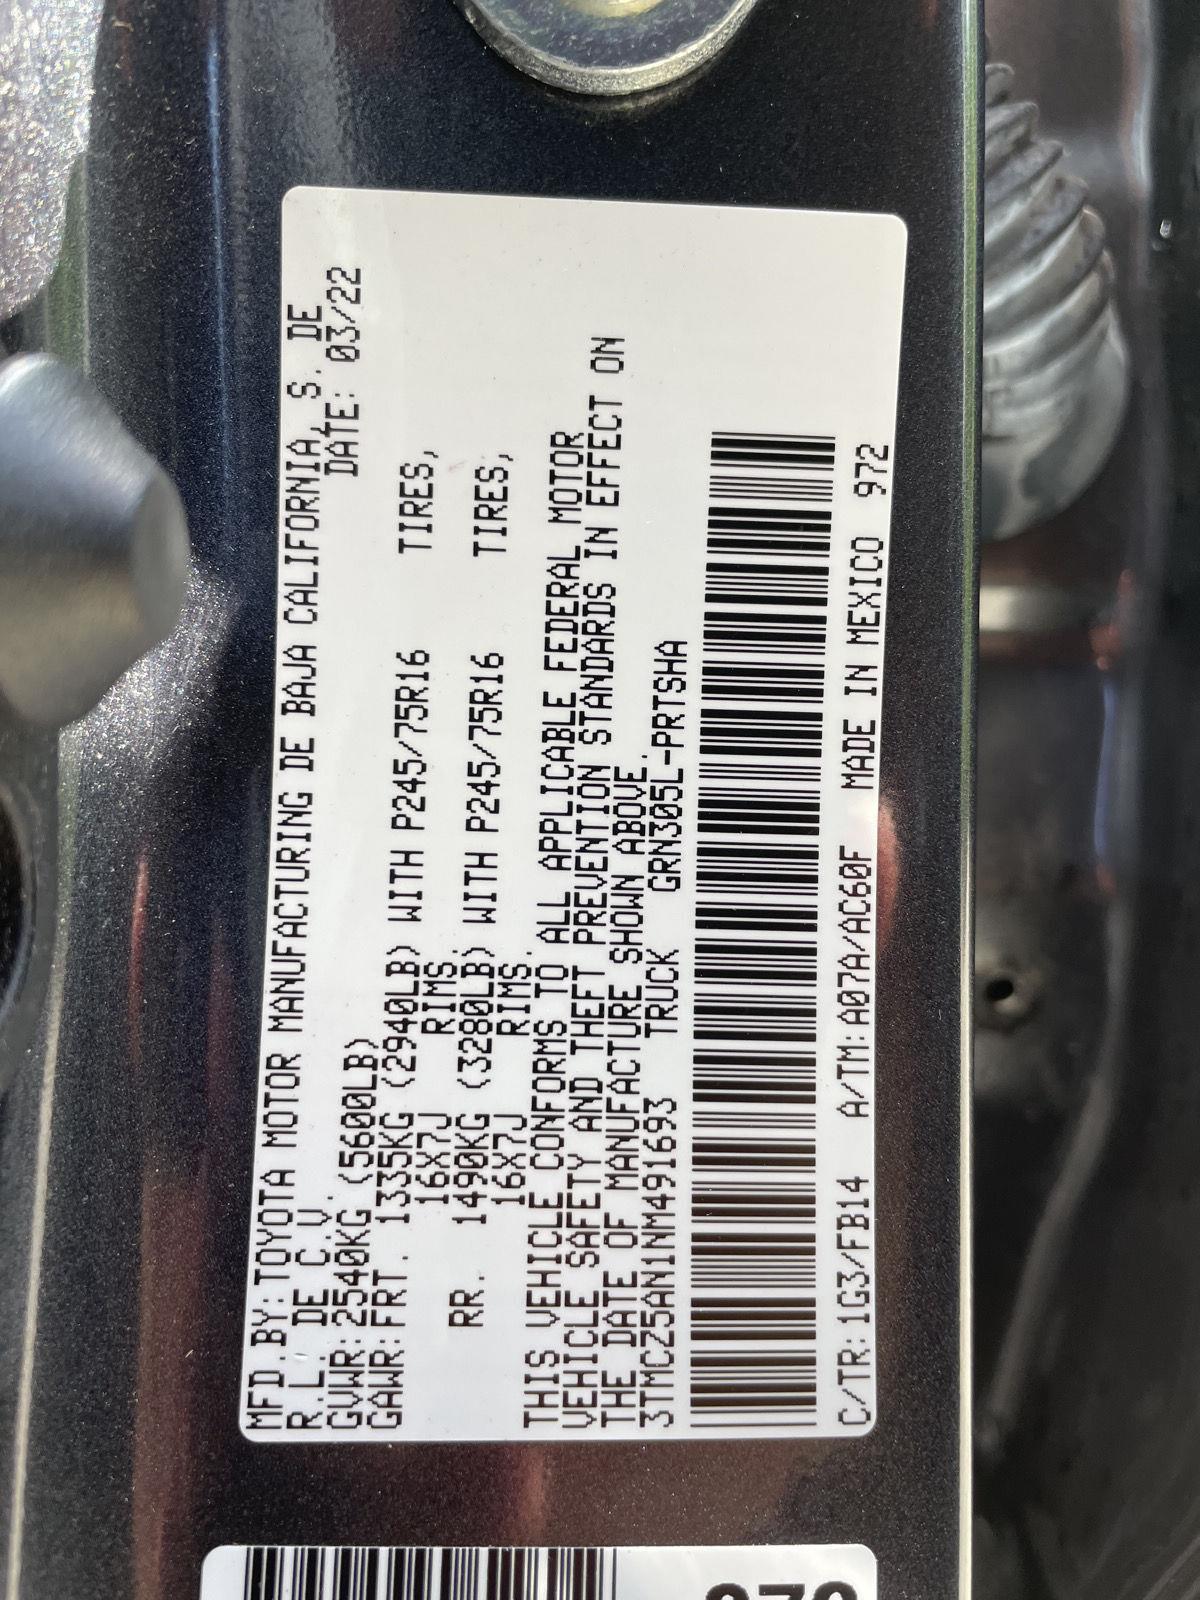 MFD.BY:TOYOTA MOTOR MANUFACTURING DE BAJA CALIFORNIA, S. DE
R.L. DE C.V. DATE: 03/22
GVWR:2540KG (5600LB)
GAWR:FRT. 1335KG (2940LB) WITH P245/75R16 TIRES,
16X7J RIMS
RR. 1490KG (3280LB) WITH P245/75R16 TIRES,
16X7J RIMS.
THIS VEHICLE CONFORMS TO ALL APPLICABLE FEDERAL MOTOR
VEHICLE SAFETY AND THEFT PREVENTION STANDARDS IN EFFECT ON
THE DATE OF MANUFACTURE SHOWN ABOVE.
3TMCZ5AN1NM491693 TRUCK GRN305L-PRTSHA
C/TR:1G3/FB14 A/TM:A07A/AC60F MADE IN MEXICO 972